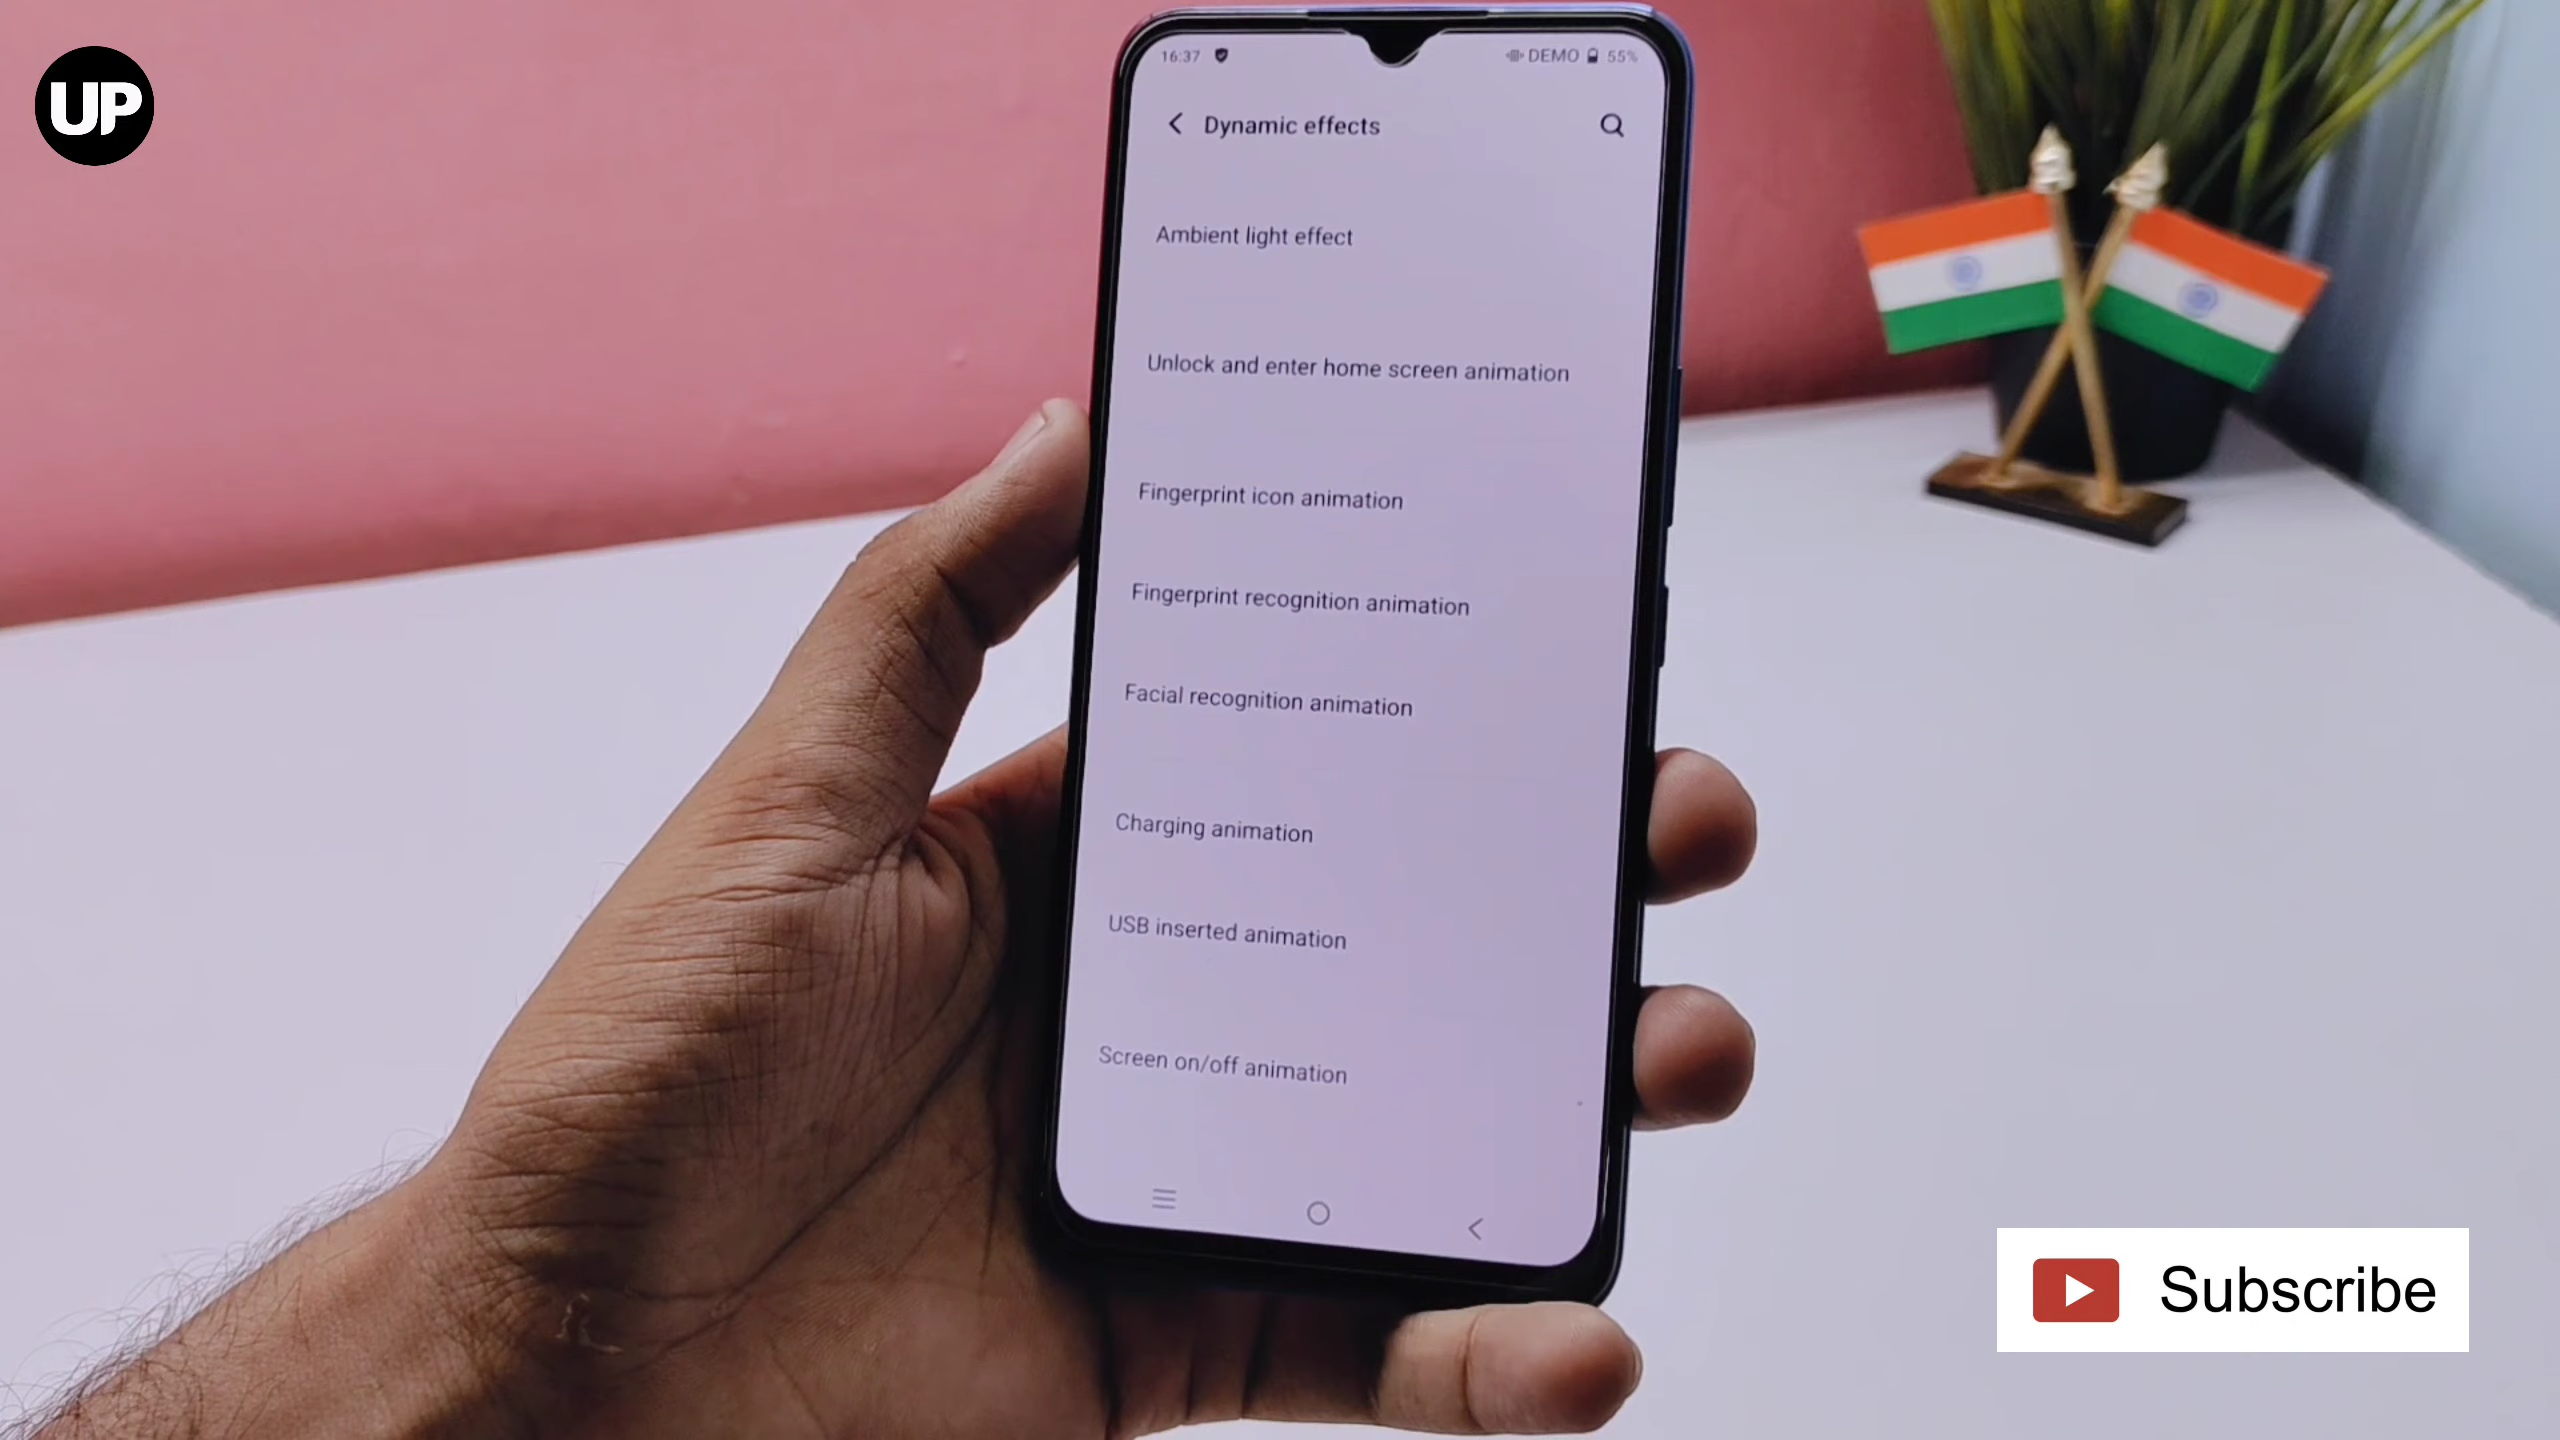 UP
16:37
DEMO 55%
Dynamic effects
Ambient light effect
Unlock and enter home screen animation
Fingerprint icon animation
Fingerprint recognition animation
Facial recognition animation
Charging animation
USB inserted animation
Screen on/off animation
Subscribe